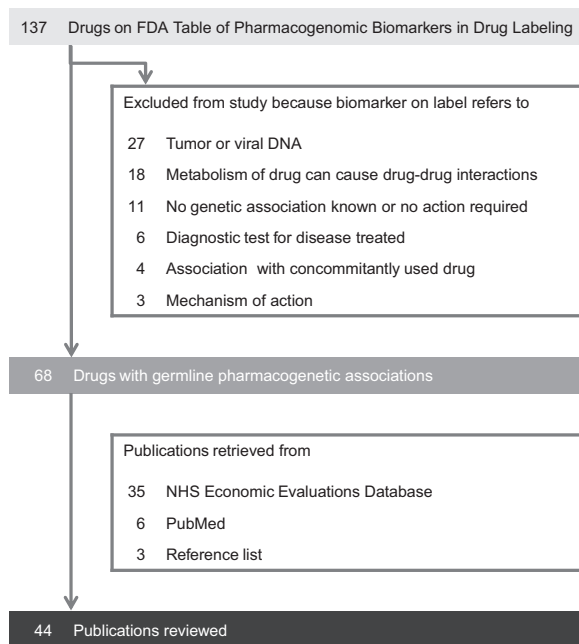 137 Drugs on FDA Table of Pharmacogenomic Biomarkers in Drug Labeling
Excluded from study because biomarker on label refers to
27 Tumor or viral DNA
18 Metabolism of drug can cause drug-drug interactions
11 No genetic association known or no action required
6 Diagnostic test for disease treated
4 Association with concommitantly used drug
3 Mechanism of action
68 Drugs with germline pharmacogenetic associations
Publications retrieved from
35 NHS Economic Evaluations Database
6 PubMed
3 Reference list
44 Publications reviewed